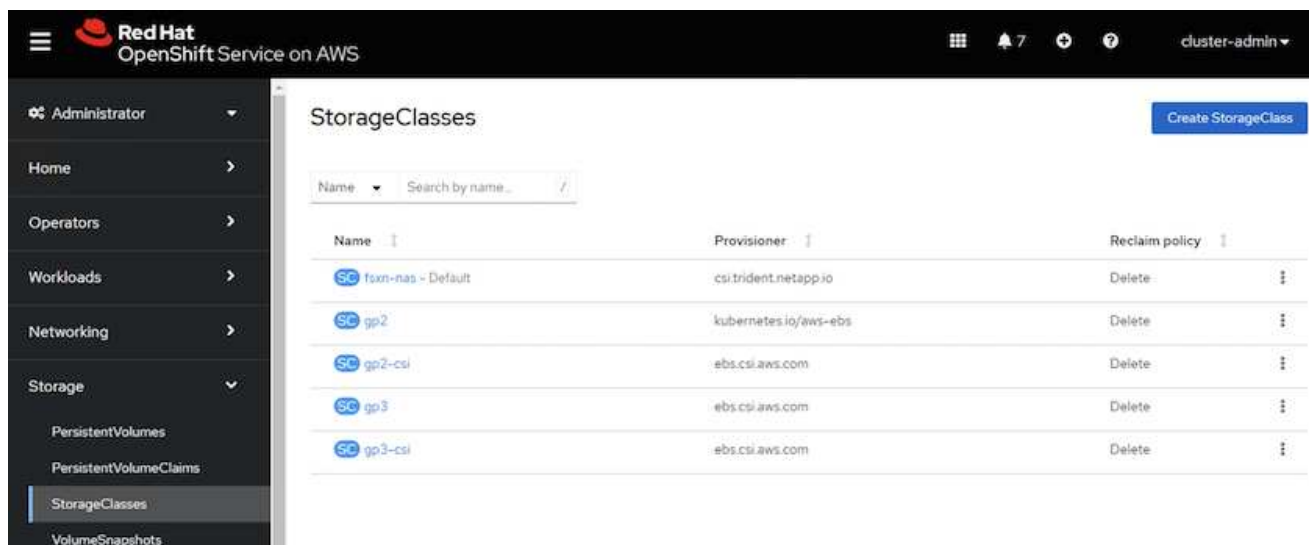 Red Hat
OpenShift Service on AWS
7
cluster-admin
Administrator
Home
Operators
Workloads
Networking
Storage
PersistentVolumes
PersistentVolumeClaims
StorageClasses
VolumeSnapshots
StorageClasses
Create StorageClass
Name Search by name... /
Name Provisioner Reclaim policy
SC fsxn-nas - Default csi.trident.netapp.io Delete
SC gp2 kubernetes.io/aws-ebs Delete
SC gp2-csi ebs.csi.aws.com Delete
SC gp3 ebs.csi.aws.com Delete
SC gp3-csi ebs.csi.aws.com Delete